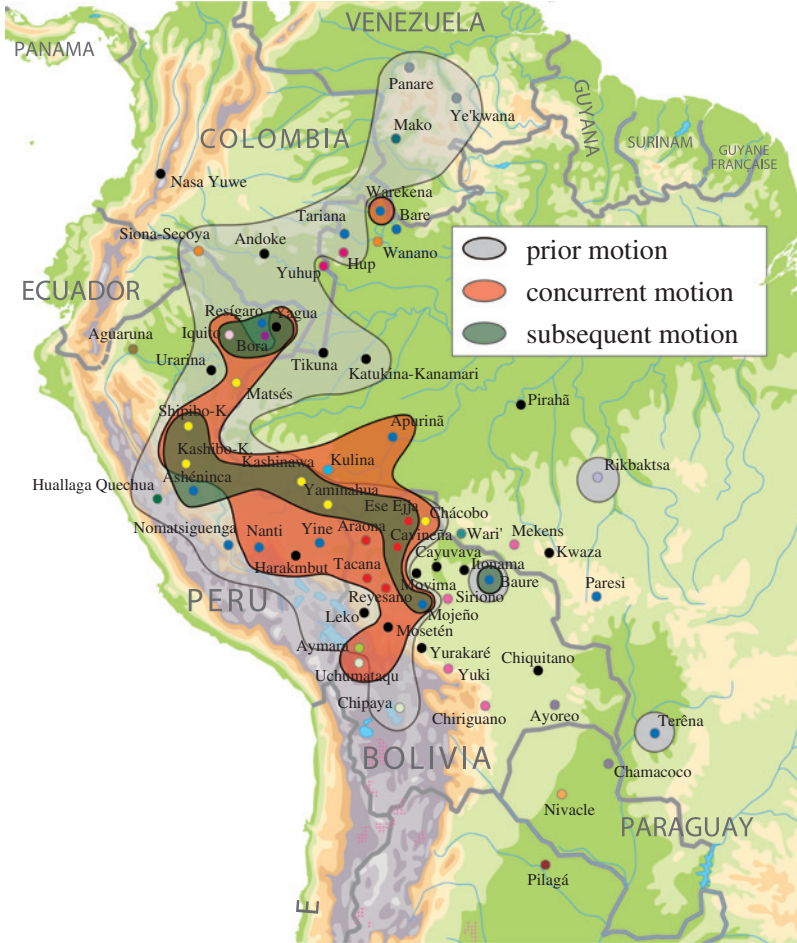 VENEZUELA
PANAMA
Panare
Ye'kwana
GUYANA
COLOMBIA
Mako
SURINAM
GUYANE
FRANCAISE
Nasa Yuwe
Warekena
Tariana
Bare
Siona-Secoya
Andoke
Wanano
Hup
Yuhup
prior motion
concurrent motion
subsequent motion
ECUADOR
Resígaro
Yagua
Iquito
Bora
Aguaruna
Urarina
Tikuna
Katukina-Kanamari
Matsés
Pirahã
Shipibo-K.
Apurinã
Kashibo-K.
Kashinawa
Kulina
Rikbaktsa
Ashéninca
Huallaga Quechua
Yaminahua
Ese Ejja
Chácobo
Nomatsiguenga
Nanti
Yine
Araona
Cavineña
Wari'
Mekens
Harakmbut
Cayuvava
Kwaza
Tacana
Movima
Itonama
Baure
Paresi
PERU
Reyesano
Siriono
Leko
Mojeño
Mosetén
Aymara
Yurakaré
Chiquitano
Uchumataqu
Yuki
Chipaya
Chiriguano
Ayoreo
Terêna
BOLIVIA
Chamacoco
Nivacle
PARAGUAY
Pilagá
E